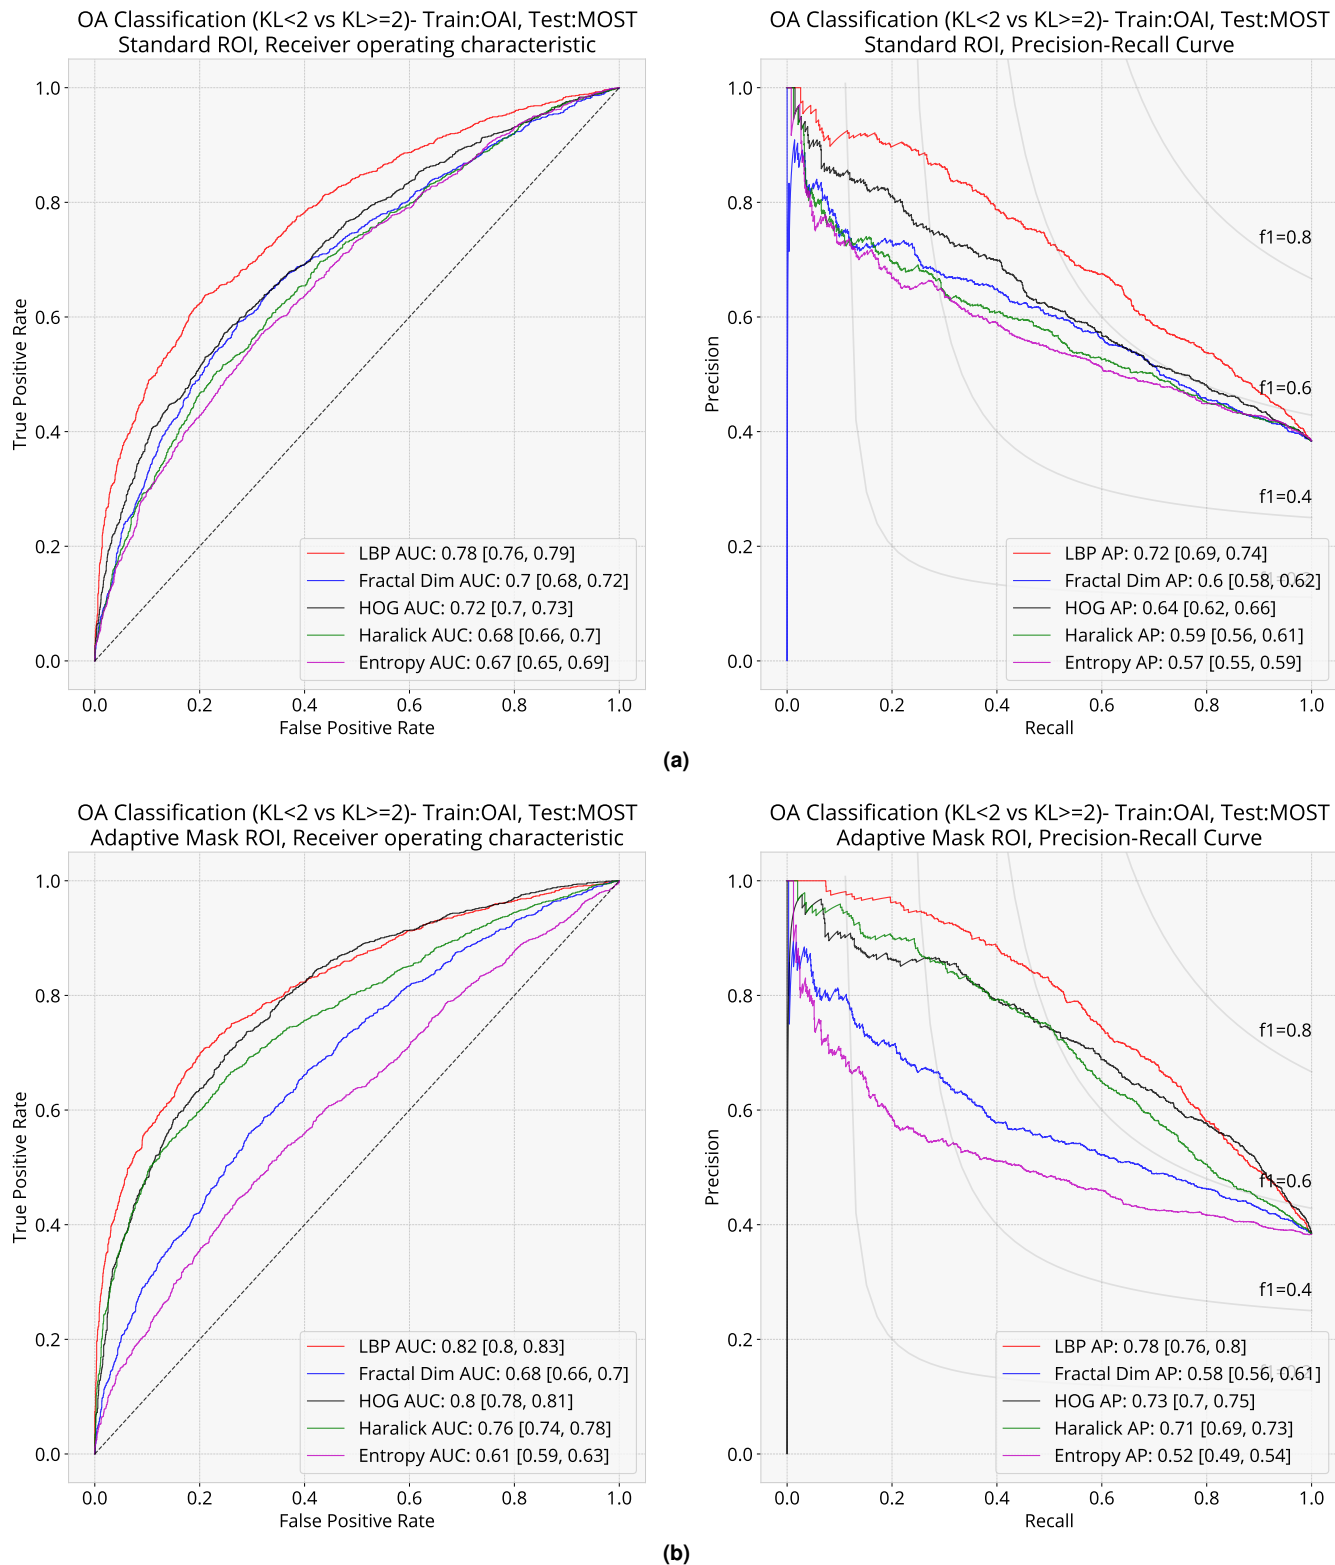 OA Classification (KL<2 vs KL>=2)- Train:OAI, Test:MOST
Standard ROI, Receiver operating characteristic
1.0
0.8
0.6
0.4
0.2
0.0
True Positive Rate
LBP AUC: 0.78 [0.76, 0.79]
Fractal Dim AUC: 0.7 [0.68, 0.72]
HOG AUC: 0.72 [0.7, 0.73]
Haralick AUC: 0.68 [0.66, 0.7]
Entropy AUC: 0.67 [0.65, 0.69]
0.0 0.2 0.4 0.6 0.8 1.0
False Positive Rate
OA Classification (KL<2 vs KL>=2)- Train:OAI, Test:MOST
Standard ROI, Precision-Recall Curve
1.0
0.8
0.6
0.4
0.2
0.0
Precision
f1=0.8
f1=0.6
f1=0.4
LBP AP: 0.72 [0.69, 0.74]
Fractal Dim AP: 0.6 [0.58, 0.62]
HOG AP: 0.64 [0.62, 0.66]
Haralick AP: 0.59 [0.56, 0.61]
Entropy AP: 0.57 [0.55, 0.59]
0.0 0.2 0.4 0.6 0.8 1.0
Recall
(a)
OA Classification (KL<2 vs KL>=2)- Train:OAI, Test:MOST
Adaptive Mask ROI, Receiver operating characteristic
1.0
0.8
0.6
0.4
0.2
0.0
True Positive Rate
LBP AUC: 0.82 [0.8, 0.83]
Fractal Dim AUC: 0.68 [0.66, 0.7]
HOG AUC: 0.8 [0.78, 0.81]
Haralick AUC: 0.76 [0.74, 0.78]
Entropy AUC: 0.61 [0.59, 0.63]
0.0 0.2 0.4 0.6 0.8 1.0
False Positive Rate
OA Classification (KL<2 vs KL>=2)- Train:OAI, Test:MOST
Adaptive Mask ROI, Precision-Recall Curve
1.0
0.8
0.6
0.4
0.2
0.0
Precision
f1=0.8
f1=0.6
f1=0.4
LBP AP: 0.78 [0.76, 0.8]
Fractal Dim AP: 0.58 [0.56, 0.61]
HOG AP: 0.73 [0.7, 0.75]
Haralick AP: 0.71 [0.69, 0.73]
Entropy AP: 0.52 [0.49, 0.54]
0.0 0.2 0.4 0.6 0.8 1.0
Recall
(b)